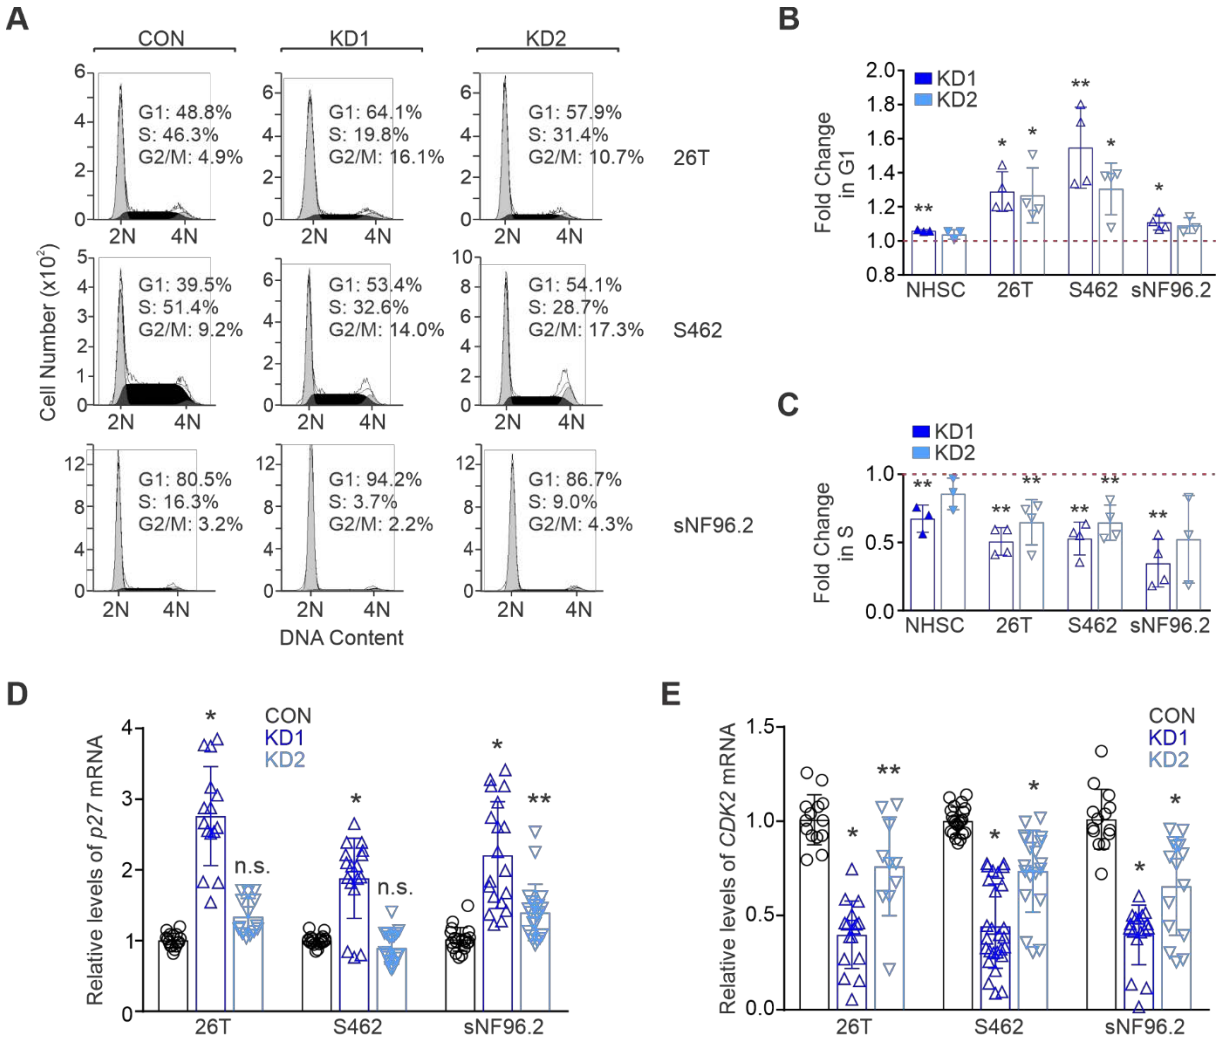 A
CON KD1 KD2
6
4
2
0
2N 4N
G1: 48.8%
S: 46.3%
G2/M: 4.9%
8
6
4
2
0
2N 4N
G1: 64.1%
S: 19.8%
G2/M: 16.1%
6
4
2
0
2N 4N
G1: 57.9%
S: 31.4%
G2/M: 10.7%
26T
Cell Number (x10²)
5
4
3
2
1
0
2N 4N
G1: 39.5%
S: 51.4%
G2/M: 9.2%
6
4
2
0
2N 4N
G1: 53.4%
S: 32.6%
G2/M: 14.0%
10
8
6
4
2
0
2N 4N
G1: 54.1%
S: 28.7%
G2/M: 17.3%
S462
12
8
4
0
2N 4N
G1: 80.5%
S: 16.3%
G2/M: 3.2%
12
8
4
0
2N 4N
G1: 94.2%
S: 3.7%
G2/M: 2.2%
12
8
4
0
2N 4N
G1: 86.7%
S: 9.0%
G2/M: 4.3%
sNF96.2
DNA Content
B
KD1
KD2
Fold Change
in G1
2.0
1.8
1.6
1.4
1.2
1.0
0.8
** * * ** * *
NHSC 26T S462 sNF96.2
C
KD1
KD2
Fold Change
in S
1.0
0.5
0.0
** ** ** ** ** **
NHSC 26T S462 sNF96.2
D
CON
KD1
KD2
Relative levels of p27 mRNA
4
3
2
1
0
* n.s. * n.s. * **
26T S462 sNF96.2
E
CON
KD1
KD2
Relative levels of CDK2 mRNA
1.5
1.0
0.5
0.0
* ** * * * *
26T S462 sNF96.2